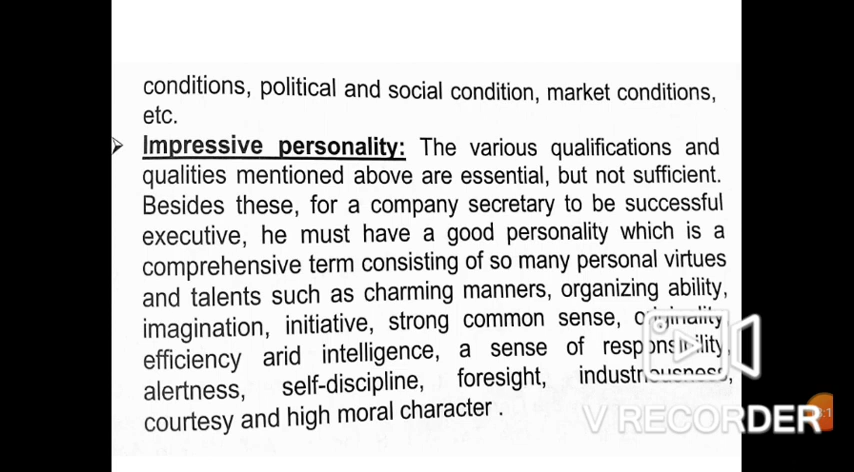 conditions, political and social condition, market conditions,
etc.
Impressive personality: The various qualifications and
qualities mentioned above are essential, but not sufficient.
Besides these, for a company secretary to be successful
executive, he must have a good personality which is a
comprehensive term consisting of so many personal virtues
and talents such as charming manners, organizing ability,
imagination, initiative, strong common sense, originality
efficiency arid intelligence, a sense of responsibility,
alertness, self-discipline, foresight, industriousness,
courtesy and high moral character .
V RECORDER